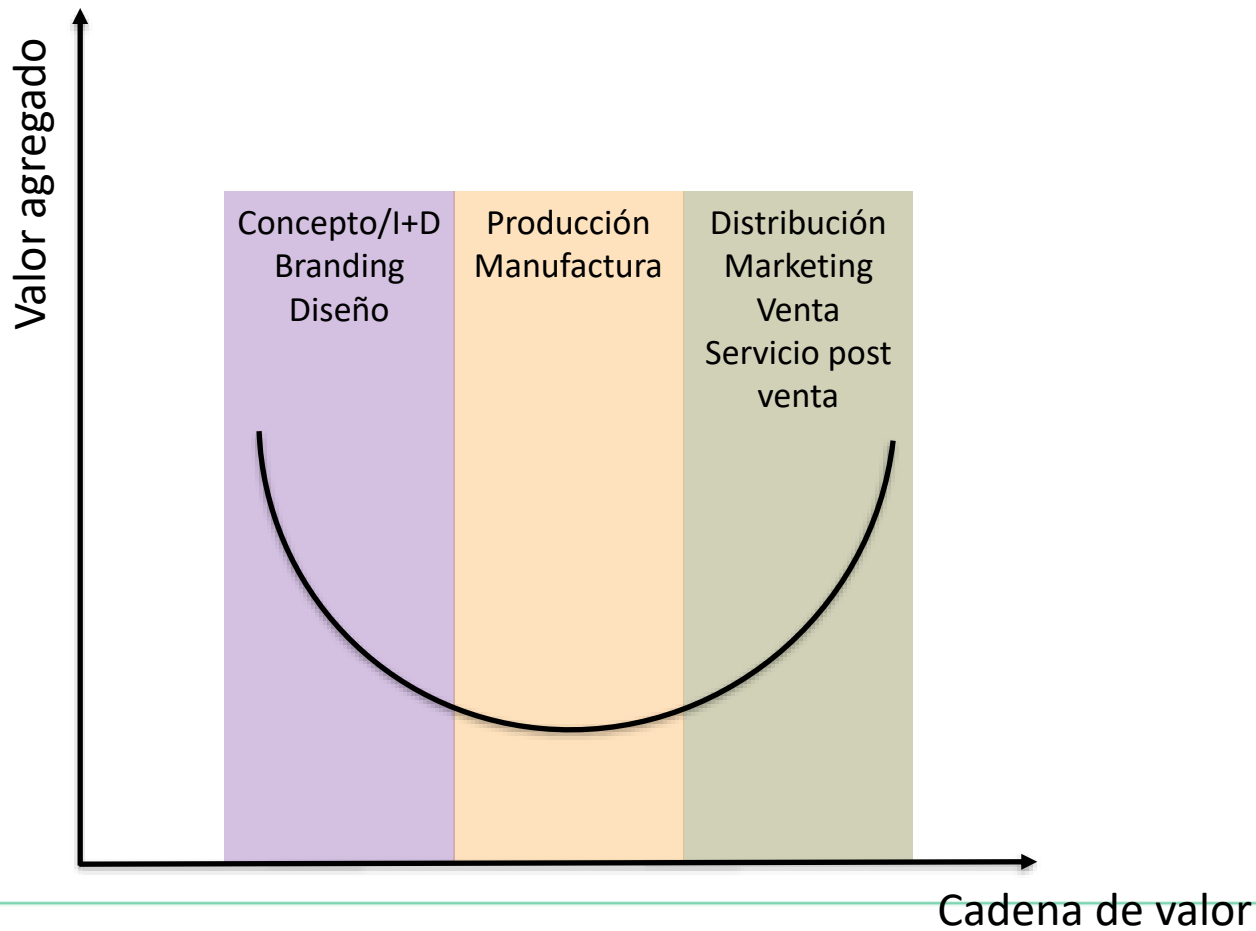 Valor agregado
Concepto/I+D
Branding
Diseño
Producción
Manufactura
Distribución
Marketing
Venta
Servicio post
venta
Cadena de valor